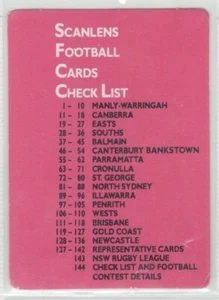 SCANLENS
FOOTBALL
CARDS
CHECK LIST
1 - 10 MANLY-WARRINGAH
11 - 18 CANBERRA
19 - 27 EASTS
28 - 36 SOUTHS
37 - 45 BALMAIN
46 - 54 CANTERBURY BANKSTOWN
55 - 62 PARRAMATTA
63 - 71 CRONULLA
72 - 80 ST. GEORGE
81 - 88 NORTH SYDNEY
89 - 96 ILLAWARRA
97 - 105 PENRITH
106 - 110 WESTS
111 - 118 BRISBANE
119 - 127 GOLD COAST
128 - 136 NEWCASTLE
137 - 142 REPRESENTATIVE CARDS
143 NSW RUGBY LEAGUE
144 CHECK LIST AND FOOTBALL
CONTEST DETAILS